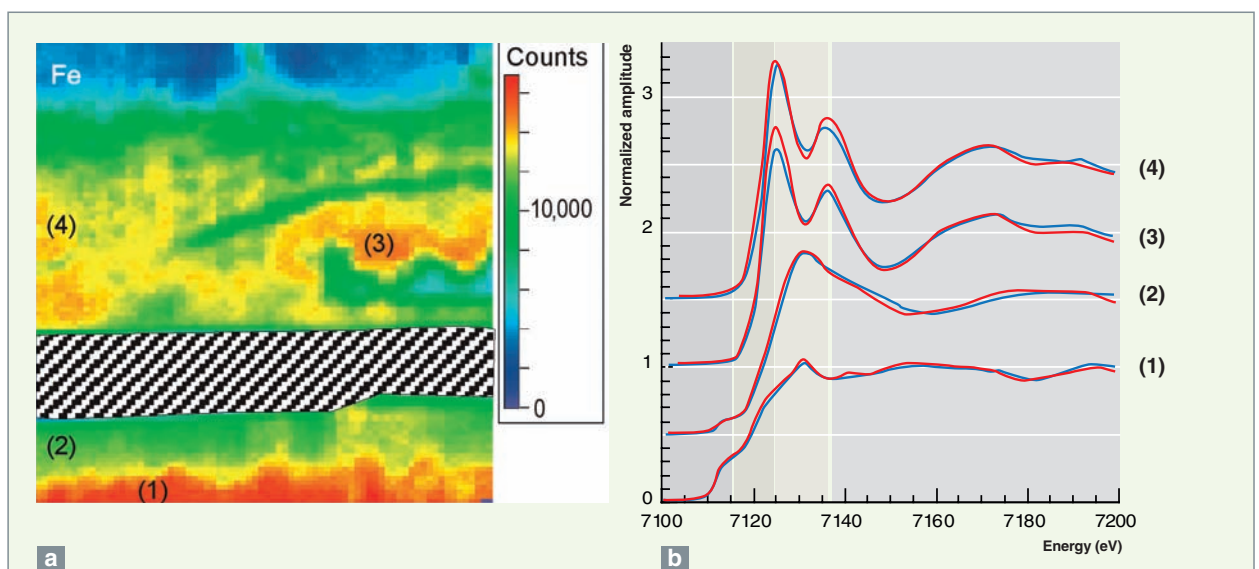 Fe
Counts
10,000
0
(4)
(3)
(2)
(1)
a
Normalized amplitude
3
2
1
0
(4)
(3)
(2)
(1)
7100 7120 7140 7160 7180 7200
Energy (eV)
b